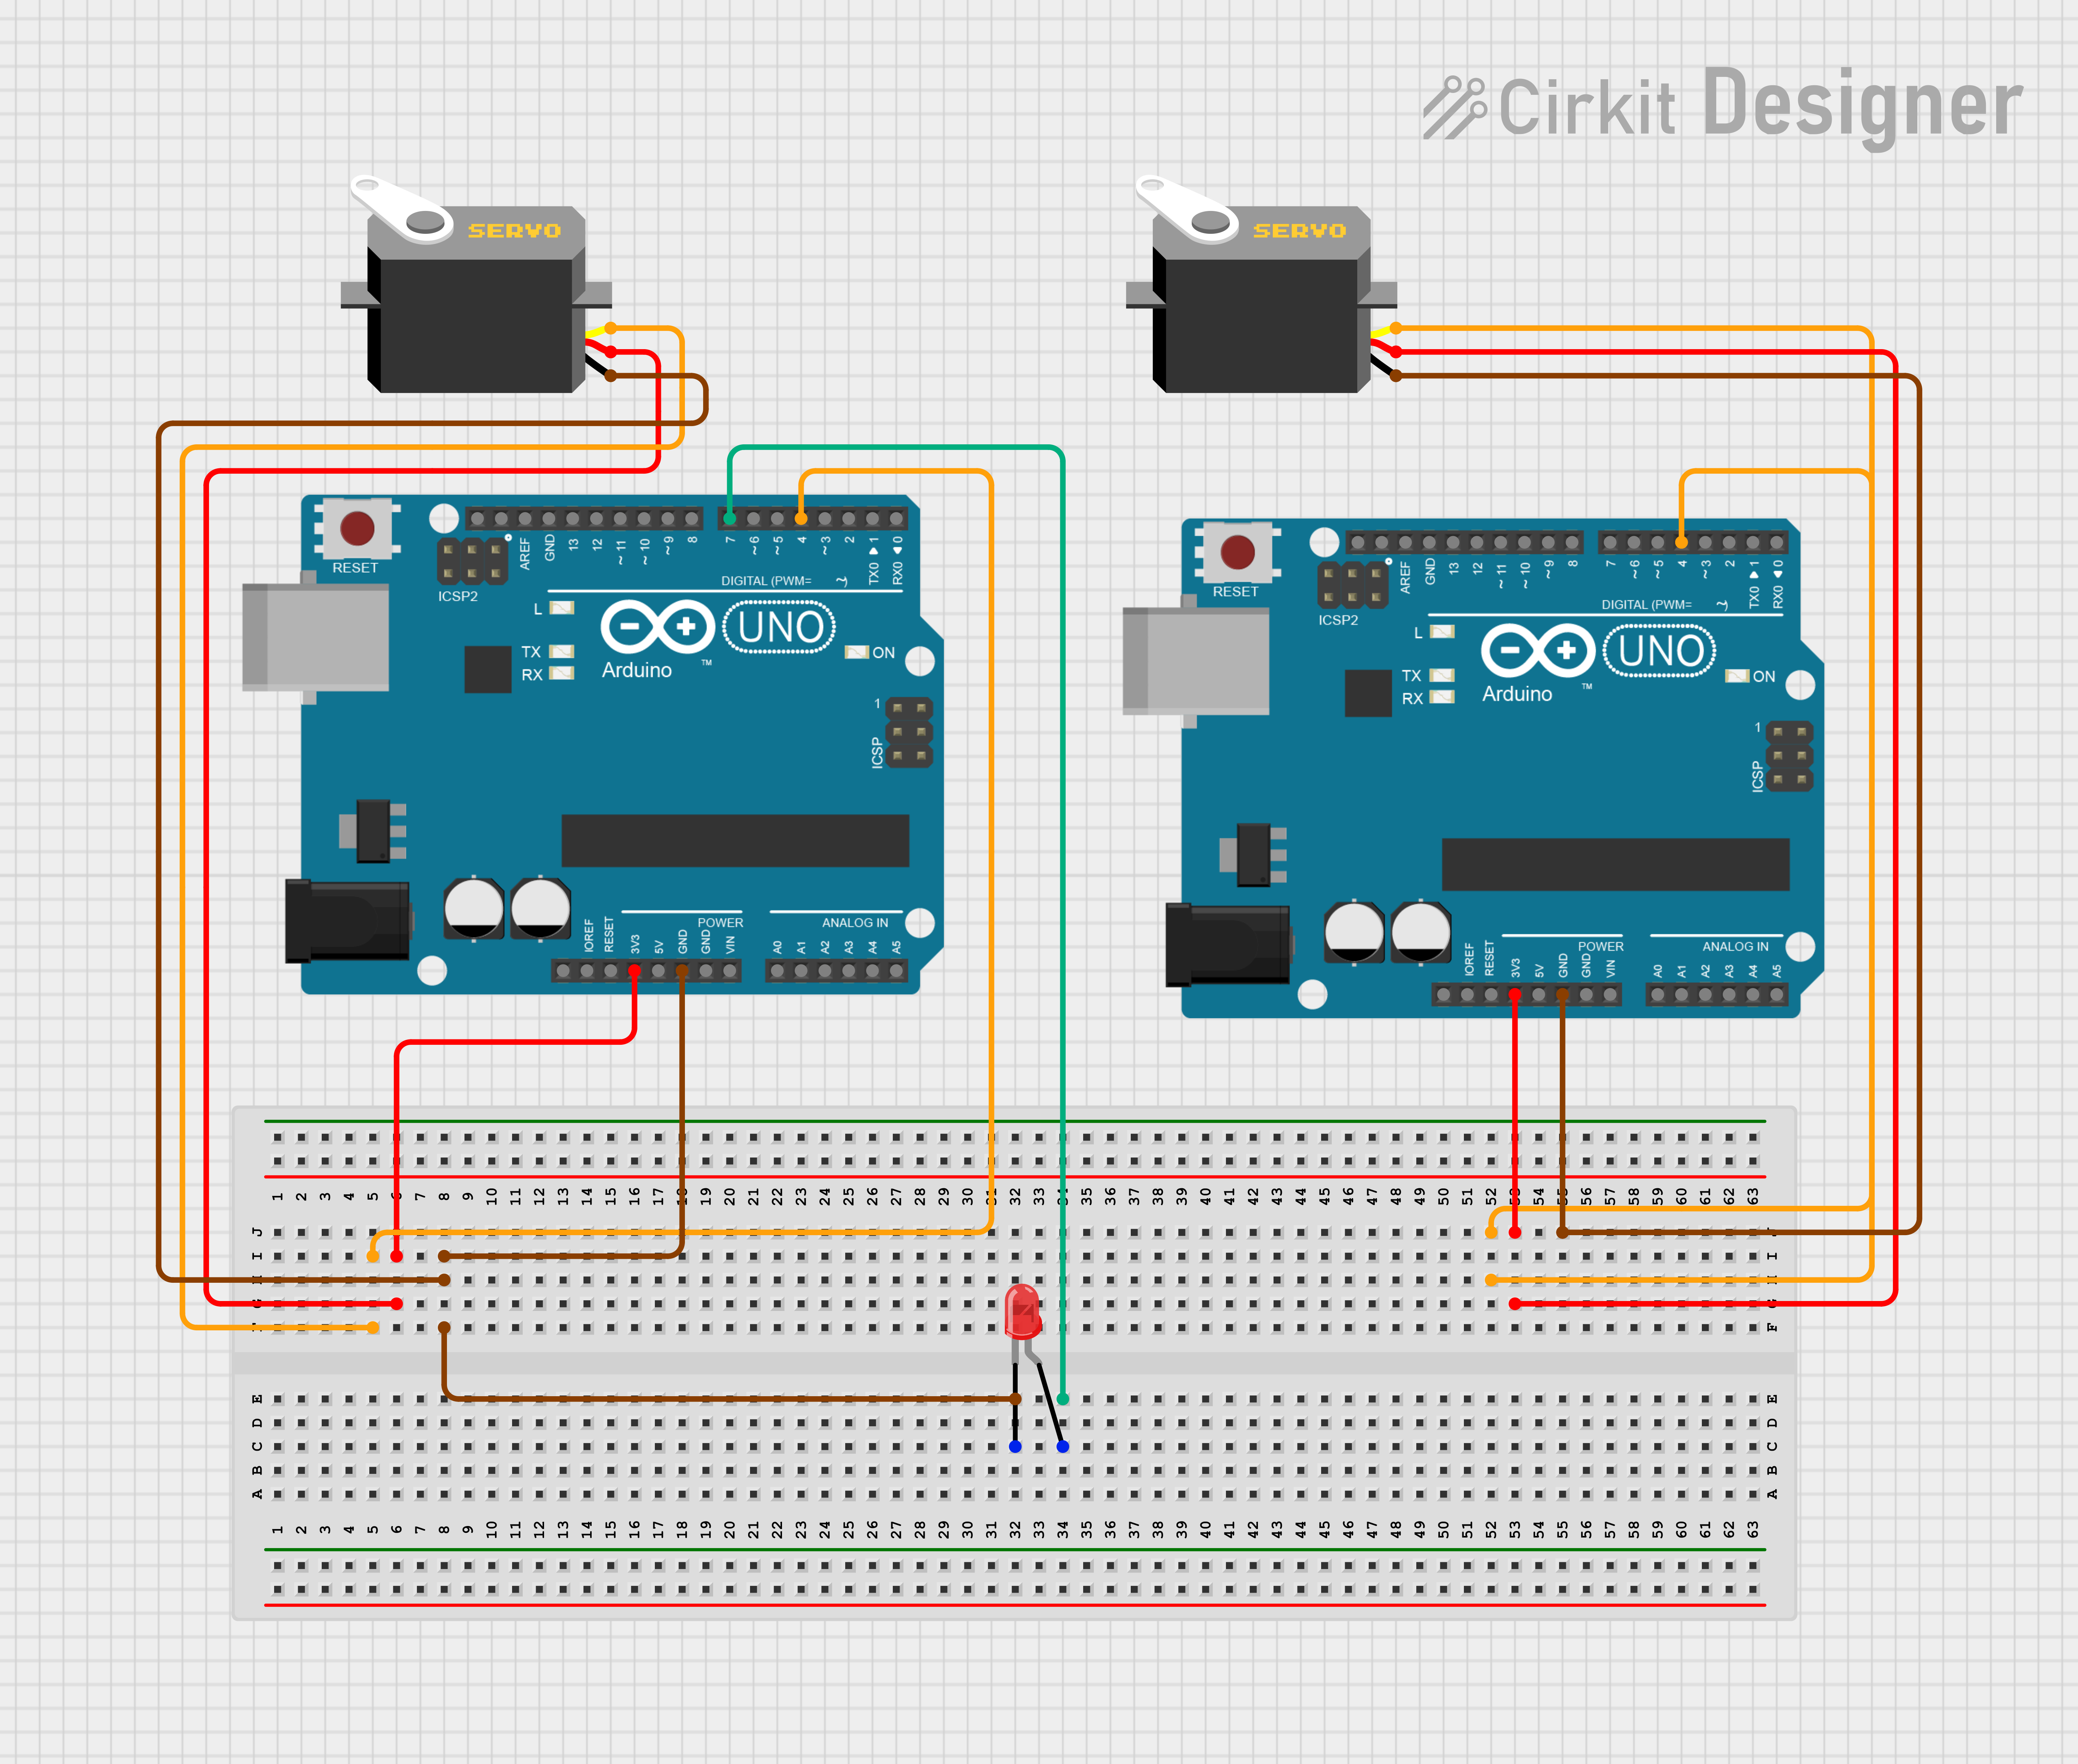 Cirkit Designer
SERVO
SERVO
RESET
ICSP2
AREF
GND
13
12
~11
~10
~9
8
7
~6
~5
4
~3
2
TX0 1
RX0 0
DIGITAL (PWM= ~
L
TX
RX
UNO
ON
Arduino
TM
1
ICSP
IOREF
RESET
3V3
5V
GND
GND
VIN
POWER
ANALOG IN
A0
A1
A2
A3
A4
A5
RESET
ICSP2
AREF
GND
13
12
~11
~10
~9
8
7
~6
~5
4
~3
2
TX0 1
RX0 0
DIGITAL (PWM= ~
L
TX
RX
UNO
ON
Arduino
TM
1
ICSP
IOREF
RESET
3V3
5V
GND
GND
VIN
POWER
ANALOG IN
A0
A1
A2
A3
A4
A5
1 2 3 4 5 6 7 8 9 10 11 12 13 14 15 16 17 18 19 20 21 22 23 24 25 26 27 28 29 30 31 32 33 34 35 36 37 38 39 40 41 42 43 44 45 46 47 48 49 50 51 52 53 54 55 56 57 58 59 60 61 62 63
J
I I
G
F
E E
D D
C C
B B
A A
1 2 3 4 5 6 7 8 9 10 11 12 13 14 15 16 17 18 19 20 21 22 23 24 25 26 27 28 29 30 31 32 33 34 35 36 37 38 39 40 41 42 43 44 45 46 47 48 49 50 51 52 53 54 55 56 57 58 59 60 61 62 63